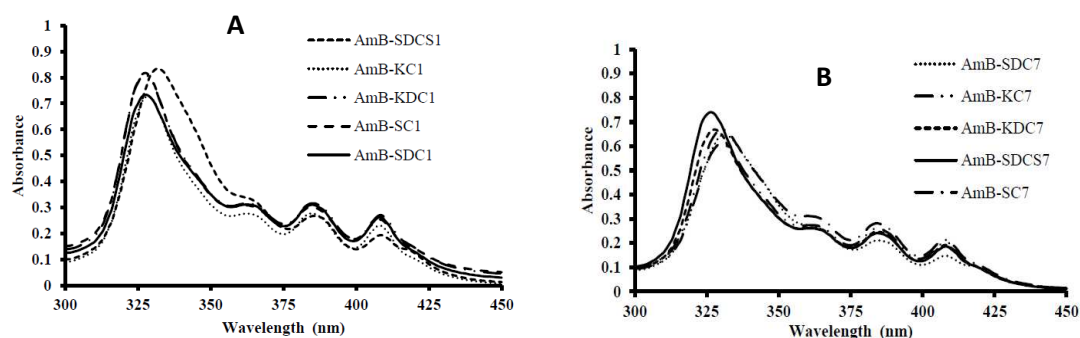 A
1
0.9
0.8
0.7
0.6
0.5
0.4
0.3
0.2
0.1
0
Absorbance
300
325
350
375
400
425
450
Wavelength (nm)
AmB-SDCS1
AmB-KC1
AmB-KDC1
AmB-SC1
AmB-SDC1
B
1
0.9
0.8
0.7
0.6
0.5
0.4
0.3
0.2
0.1
0
Absorbance
300
325
350
375
400
425
450
Wavelength (nm)
AmB-SDC7
AmB-KC7
AmB-KDC7
AmB-SDCS7
AmB-SC7